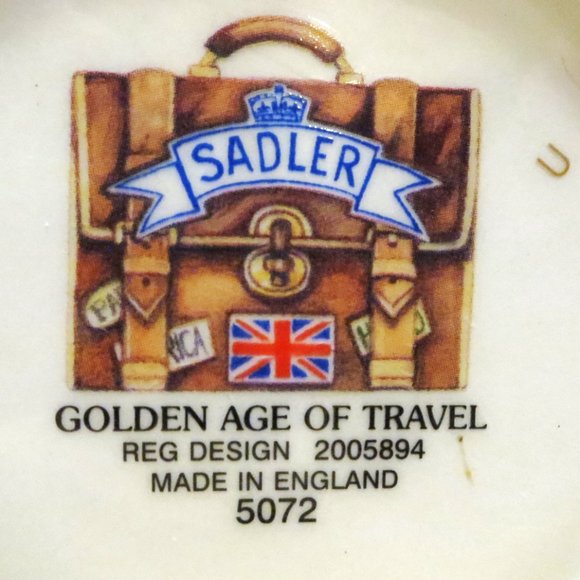 SADLER
GOLDEN AGE OF TRAVEL
REG DESIGN 2005894
MADE IN ENGLAND
5072
U